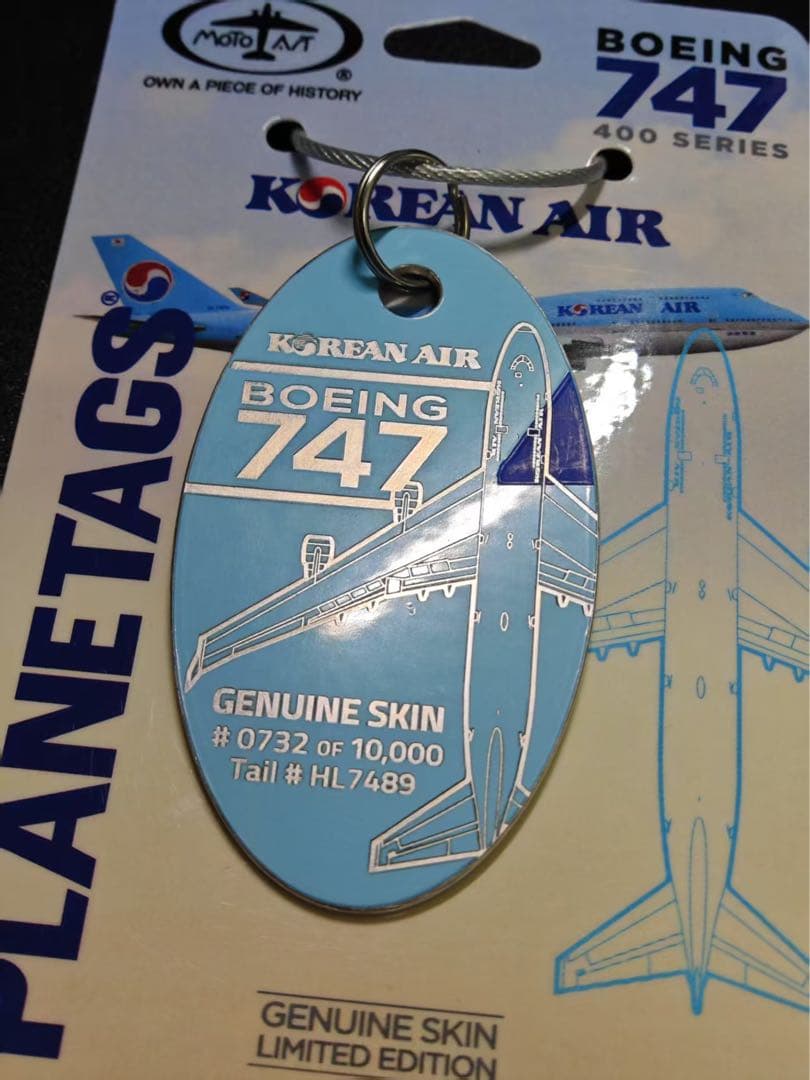 MOTOART
®
OWN A PIECE OF HISTORY
BOEING
747
400 SERIES
KOREAN AIR
KOREAN AIR
PLANETAGS®
KOREAN AIR
BOEING
747
GENUINE SKIN
# 0732 OF 10,000
Tail # HL7489
GENUINE SKIN
LIMITED EDITION